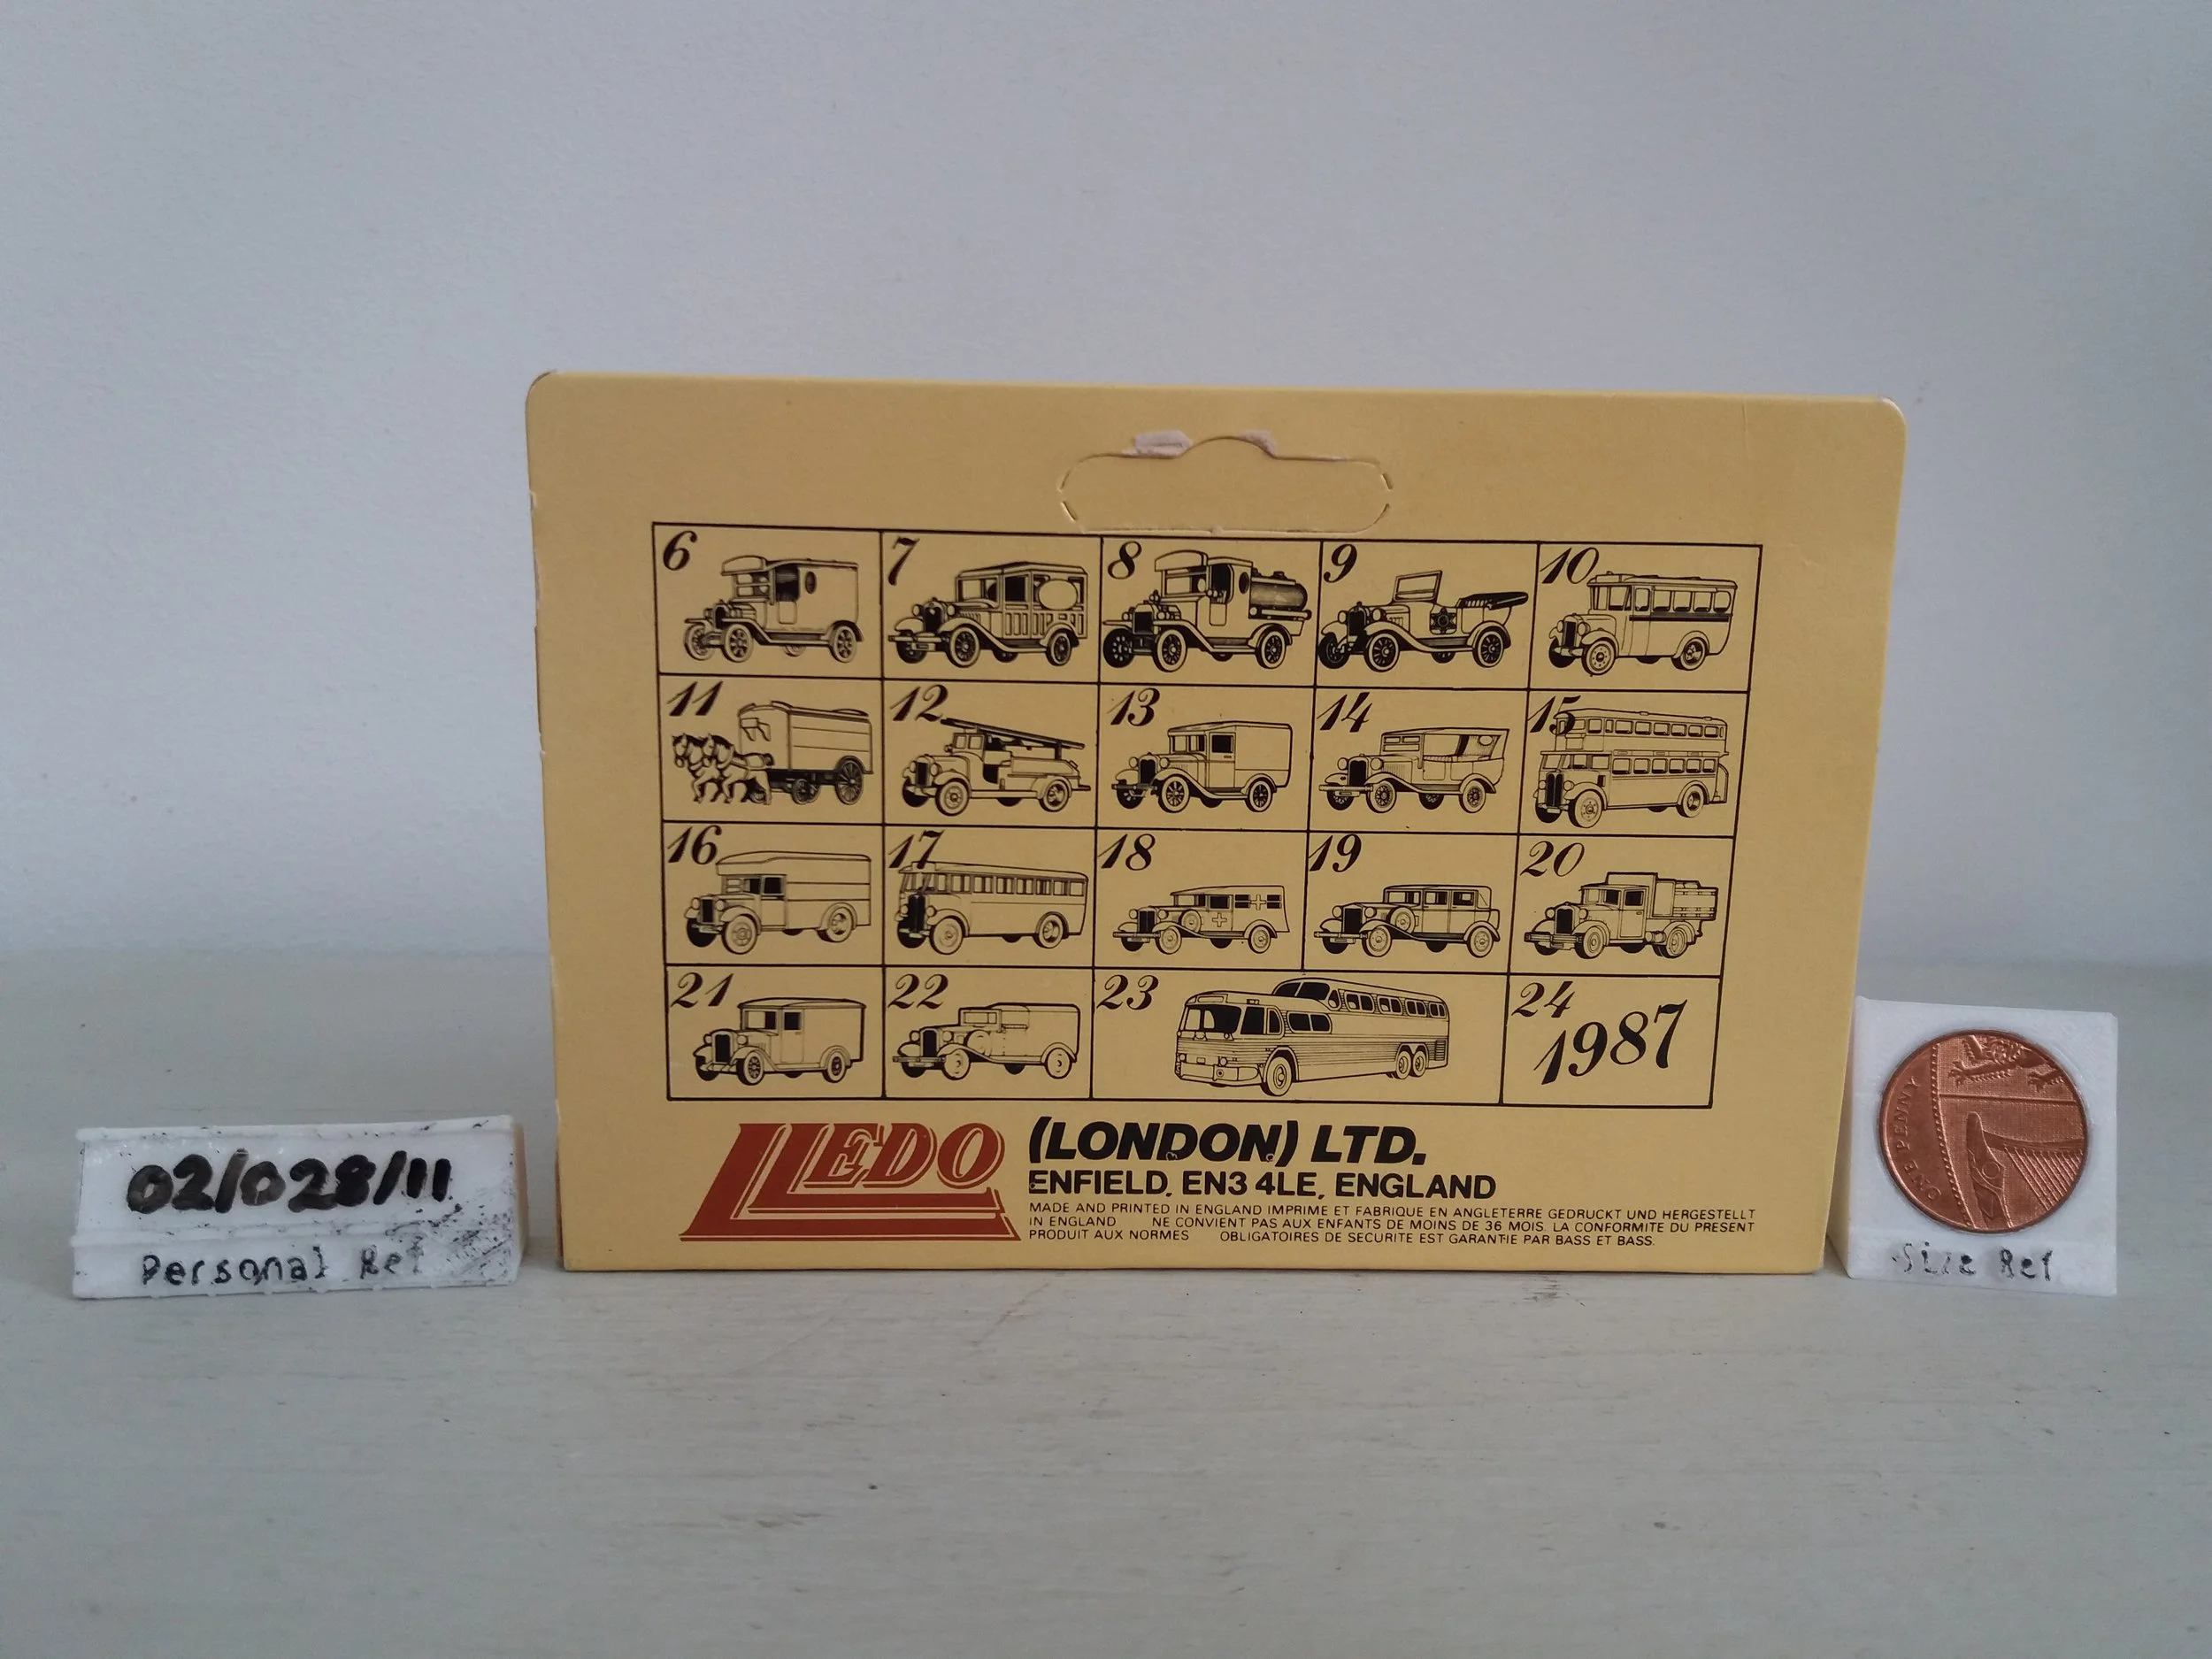 6 7 8 9 10
11 12 13 14 15
16 17 18 19 20
21 22 23 24
1987
LLEDO (LONDON) LTD.
ENFIELD, EN3 4LE, ENGLAND
MADE AND PRINTED IN ENGLAND IMPRIME ET FABRIQUE EN ANGLETERRE GEDRUCKT UND HERGESTELLT
IN ENGLAND NE CONVIENT PAS AUX ENFANTS DE MOINS DE 36 MOIS. LA CONFORMITE DU PRESENT
PRODUIT AUX NORMES OBLIGATOIRES DE SECURITE EST GARANTIE PAR BASS ET BASS.
02/028/11
Personal Ref
ONE PENNY
Size Ref